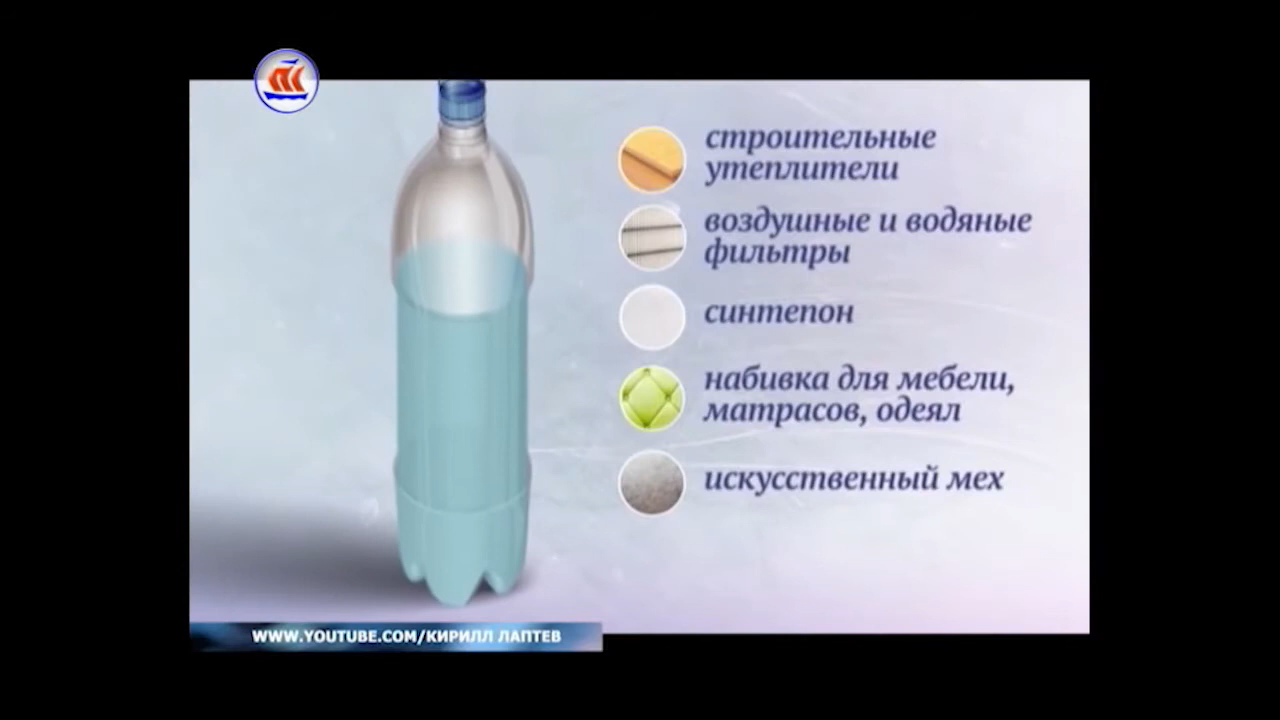 строительные
утеплители
воздушные и водяные
фильтры
синтепон
набивка для мебели,
матрасов, одеял
искусственный мех
WWW.YOUTUBE.COM/КИРИЛЛ ЛАПТЕВ